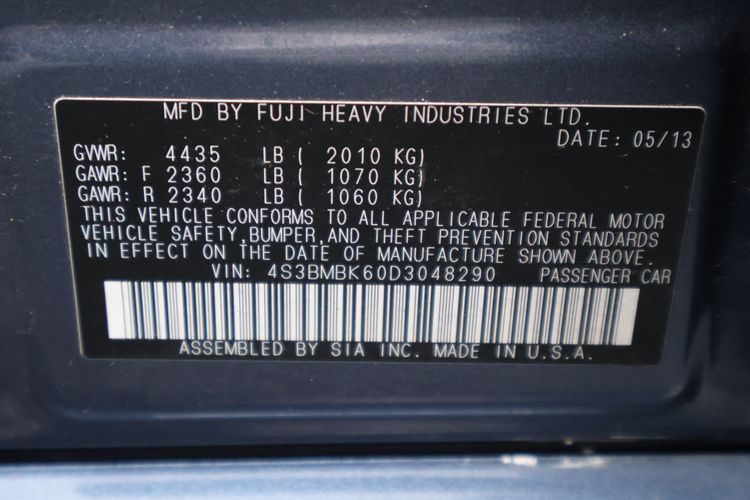 MFD BY FUJI HEAVY INDUSTRIES LTD.
DATE: 05/13
GVWR: 4435 LB ( 2010 KG)
GAWR: F 2360 LB ( 1070 KG)
GAWR: R 2340 LB ( 1060 KG)
THIS VEHICLE CONFORMS TO ALL APPLICABLE FEDERAL MOTOR
VEHICLE SAFETY,BUMPER,AND THEFT PREVENTION STANDARDS
IN EFFECT ON THE DATE OF MANUFACTURE SHOWN ABOVE.
VIN: 4S3BMBK60D3048290 PASSENGER CAR
ASSEMBLED BY SIA INC. MADE IN U.S.A.